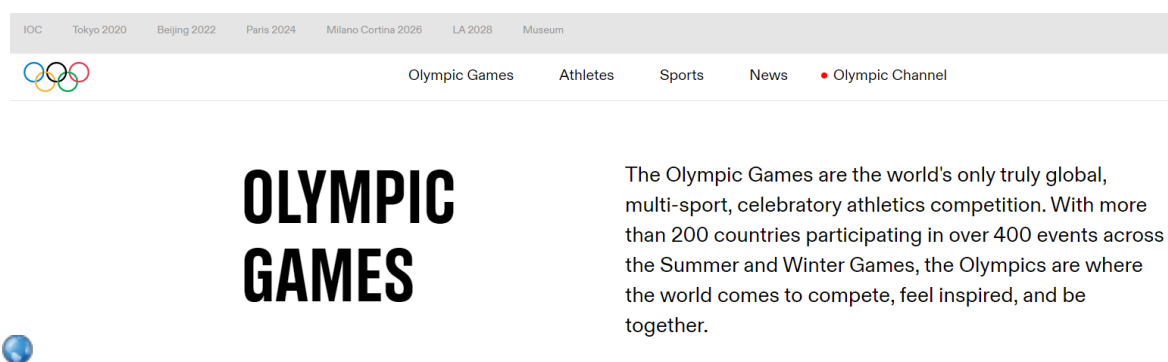 IOC Tokyo 2020 Beijing 2022 Paris 2024 Milano Cortina 2026 LA 2028 Museum
Olympic Games Athletes Sports News Olympic Channel
OLYMPIC
GAMES
The Olympic Games are the world's only truly global,
multi-sport, celebratory athletics competition. With more
than 200 countries participating in over 400 events across
the Summer and Winter Games, the Olympics are where
the world comes to compete, feel inspired, and be
together.